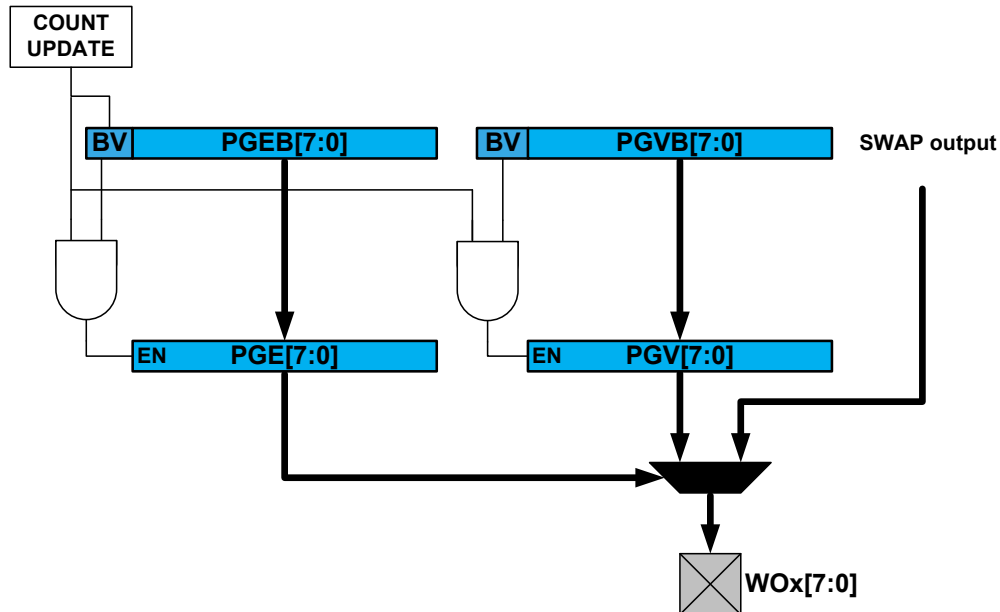 COUNT
UPDATE
BV
PGEB[7:0]
BV
PGVB[7:0]
SWAP output
EN
PGE[7:0]
EN
PGV[7:0]
WOx[7:0]